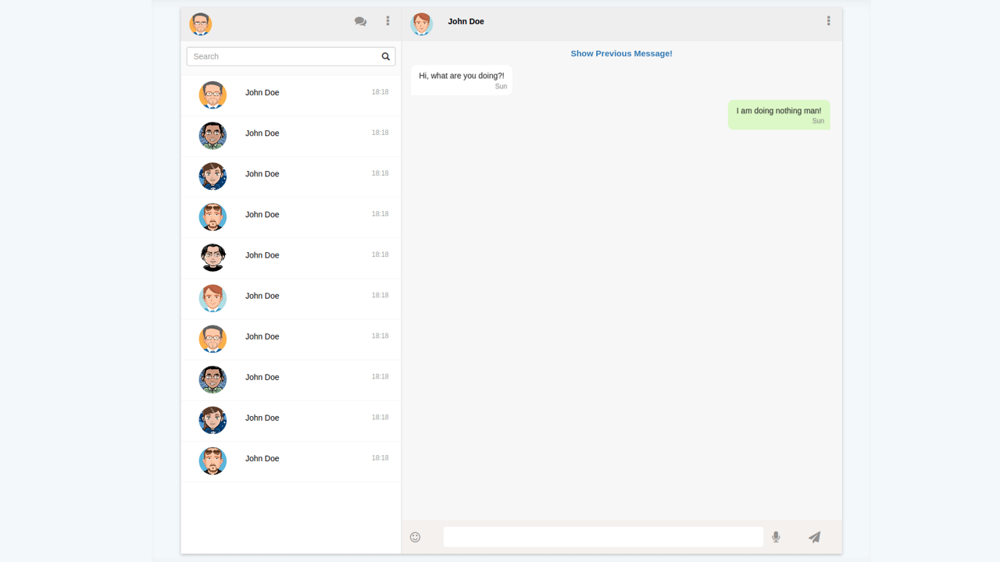 John Doe
Search
Show Previous Message!
Hi, what are you doing?!
Sun
I am doing nothing man!
Sun
John Doe 18:18
John Doe 18:18
John Doe 18:18
John Doe 18:18
John Doe 18:18
John Doe 18:18
John Doe 18:18
John Doe 18:18
John Doe 18:18
John Doe 18:18